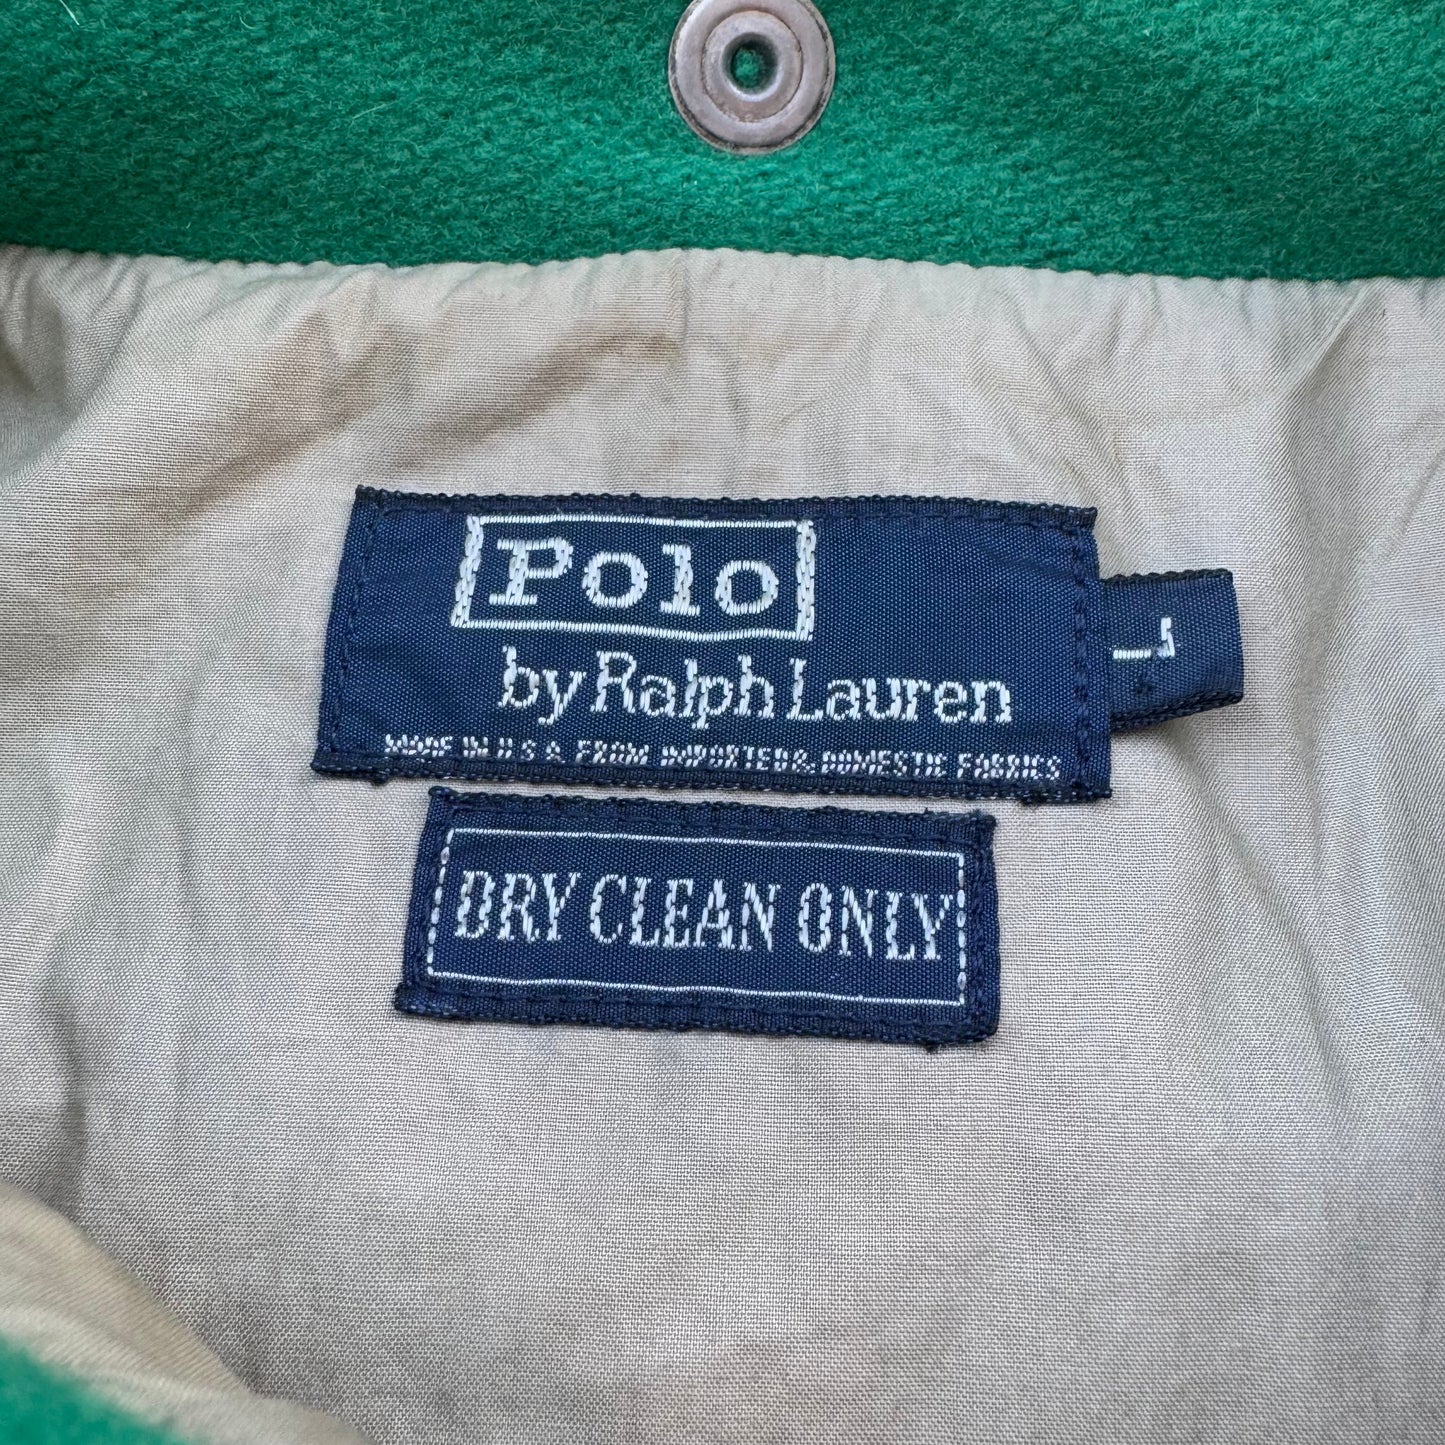 Polo
by Ralph Lauren
MADE IN U.S.A. FROM IMPORTED & DOMESTIC FABRICS
L
DRY CLEAN ONLY